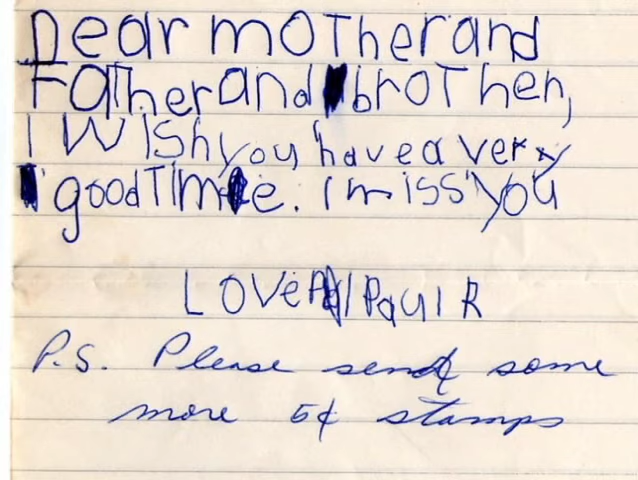 Dear mother and
Father and brother,
I wish you have a very
good time. I miss you
Love Paul R
P.S. Please send some
more 5¢ stamps